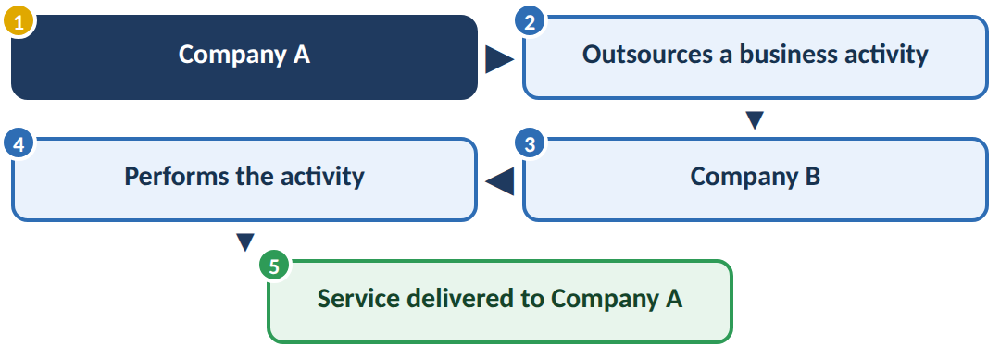 1
Company A
2
Outsources a business activity
3
Company B
4
Performs the activity
5
Service delivered to Company A